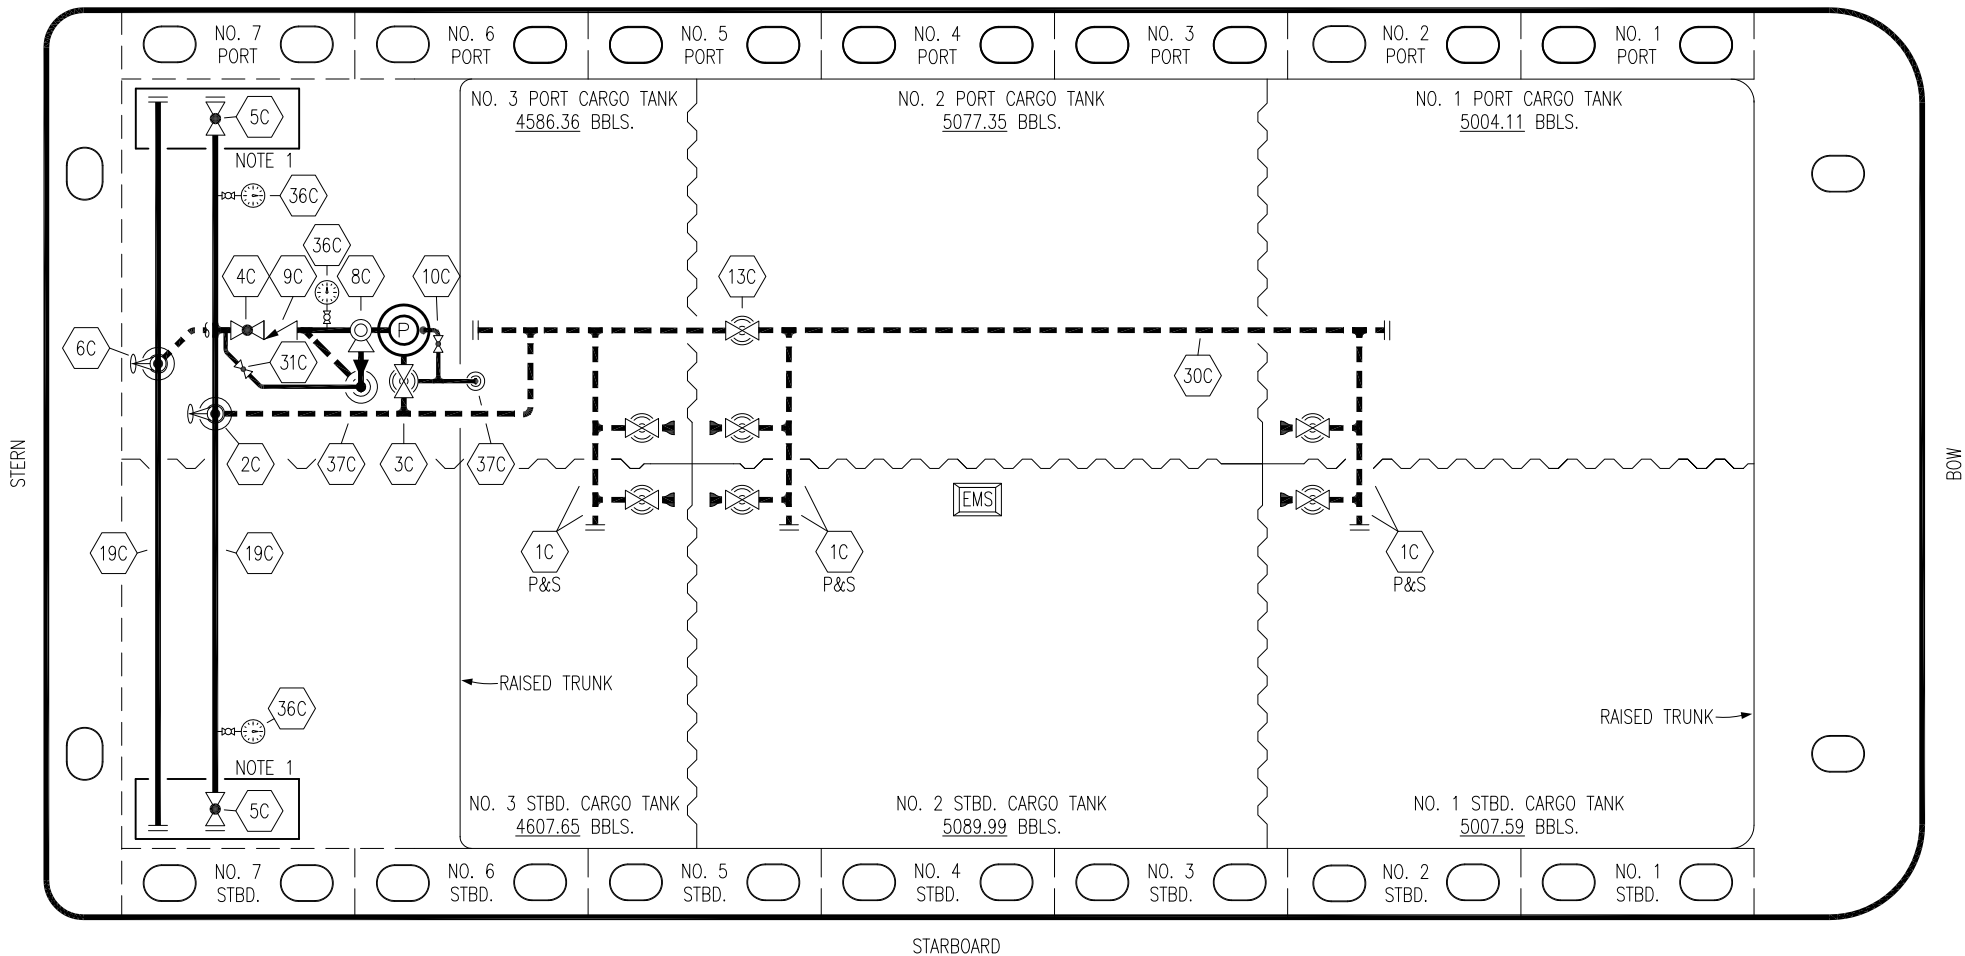 NO. 7
PORT
NO. 6
PORT
NO. 5
PORT
NO. 4
PORT
NO. 3
PORT
NO. 2
PORT
NO. 1
PORT
NO. 3 PORT CARGO TANK
4586.36 BBLS.
NO. 2 PORT CARGO TANK
5077.35 BBLS.
NO. 1 PORT CARGO TANK
5004.11 BBLS.
5C
NOTE 1
36C
36C
4C
9C
8C
10C
13C
P
6C
31C
30C
2C
37C
3C
37C
STERN
BOW
EMS
19C
19C
1C
P&S
1C
P&S
1C
P&S
RAISED TRUNK
RAISED TRUNK
36C
NOTE 1
5C
NO. 3 STBD. CARGO TANK
4607.65 BBLS.
NO. 2 STBD. CARGO TANK
5089.99 BBLS.
NO. 1 STBD. CARGO TANK
5007.59 BBLS.
NO. 7
STBD.
NO. 6
STBD.
NO. 5
STBD.
NO. 4
STBD.
NO. 3
STBD.
NO. 2
STBD.
NO. 1
STBD.
STARBOARD